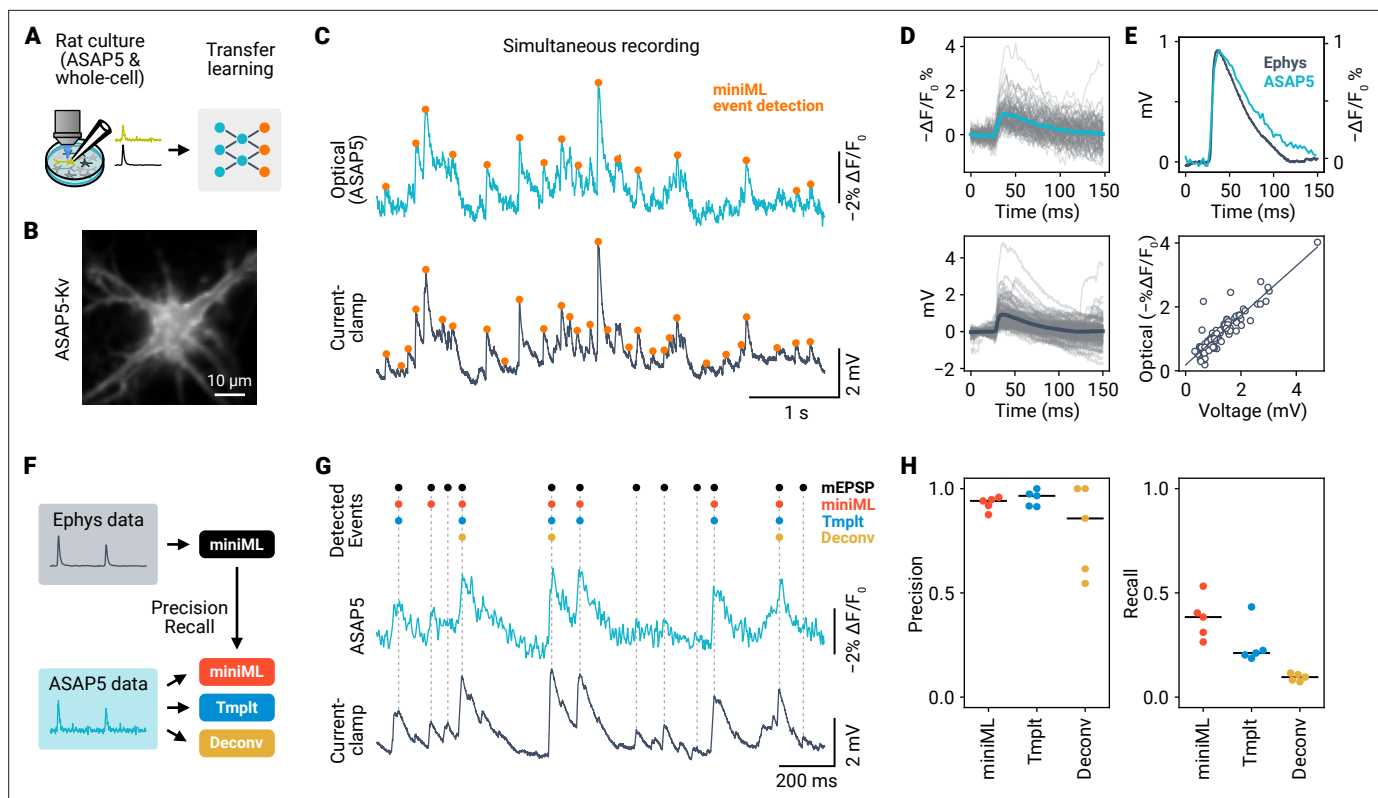 A
Rat culture
(ASAP5 &
whole-cell)
Transfer
learning
B
ASAP5-Kv
10 µm
C
Simultaneous recording
miniML
event detection
Optical
(ASAP5)
−2% ΔF/F₀
Current-
clamp
2 mV
1 s
D
−ΔF/F₀ %
4
2
0
0 50 100 150
Time (ms)
mV
4
2
0
−2
0 50 100 150
Time (ms)
E
Ephys
ASAP5
mV
1
0
−ΔF/F₀ %
1
0
0 50 100 150
Time (ms)
Optical (−%ΔF/F₀)
4
2
0
0 2 4
Voltage (mV)
F
Ephys data
miniML
Precision
Recall
ASAP5 data
miniML
Tmplt
Deconv
G
Detected
Events
mEPSP
miniML
Tmplt
Deconv
ASAP5
−2% ΔF/F₀
Current-
clamp
2 mV
200 ms
H
Precision
1.0
0.5
0.0
miniML
Tmplt
Deconv
Recall
1.0
0.5
0.0
miniML
Tmplt
Deconv